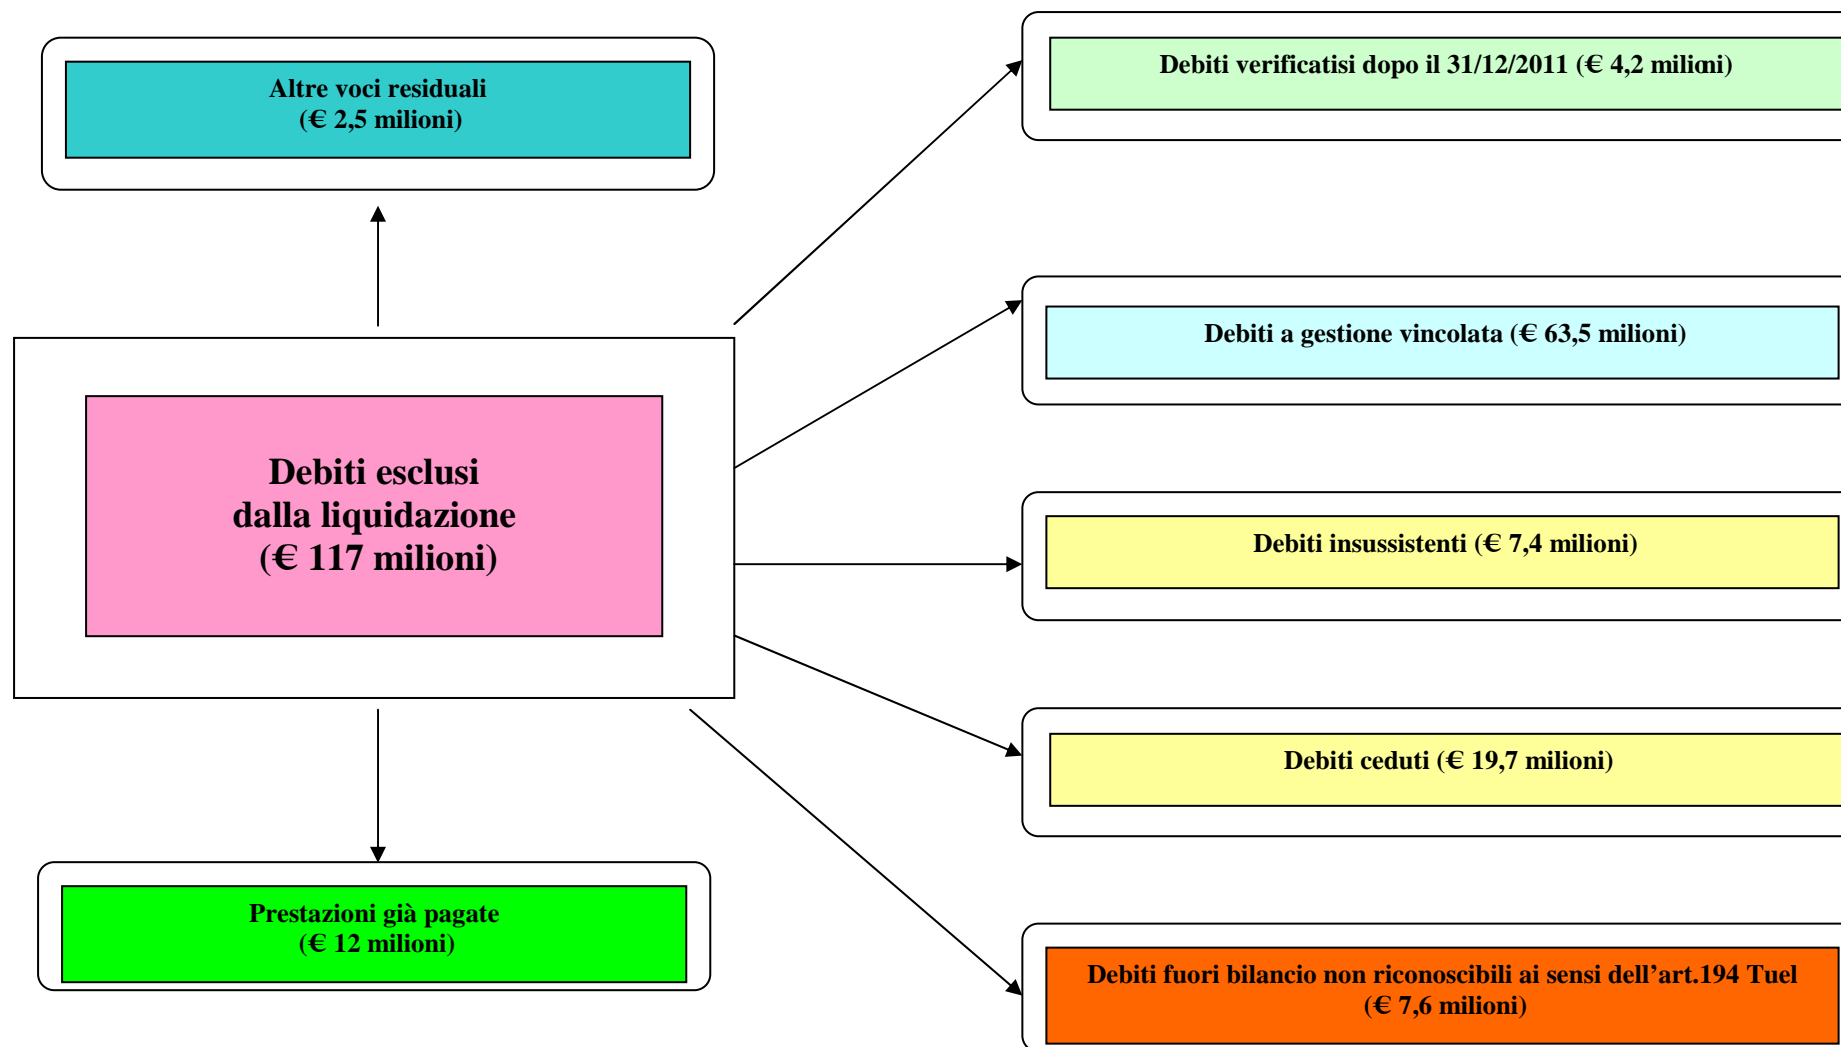 Altre voci residuali
(€ 2,5 milioni)
Debiti verificatisi dopo il 31/12/2011 (€ 4,2 milioni)
Debiti a gestione vincolata (€ 63,5 milioni)
Debiti esclusi
dalla liquidazione
(€ 117 milioni)
Debiti insussistenti (€ 7,4 milioni)
Debiti ceduti (€ 19,7 milioni)
Prestazioni già pagate
(€ 12 milioni)
Debiti fuori bilancio non riconoscibili ai sensi dell’art.194 Tuel
(€ 7,6 milioni)